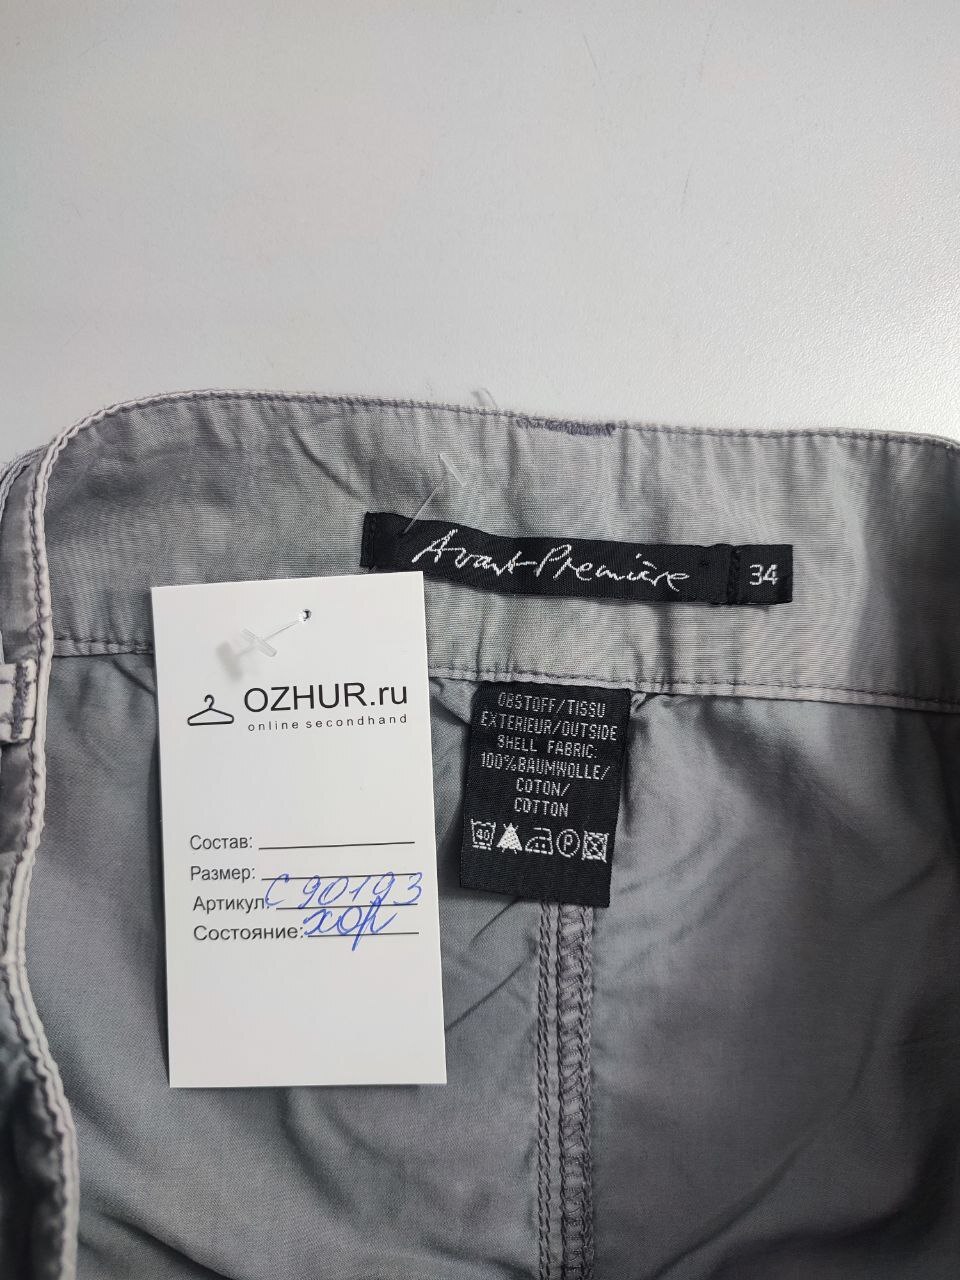 Avant-Première 34
OZHUR.ru
online secondhand
Состав:
Размер:
Артикул: С 90193
Состояние: хор
OBSTOFF/TISSU
EXTERIEUR/OUTSIDE
SHELL FABRIC:
100%BAUMWOLLE/
COTON/
COTTON
40 P